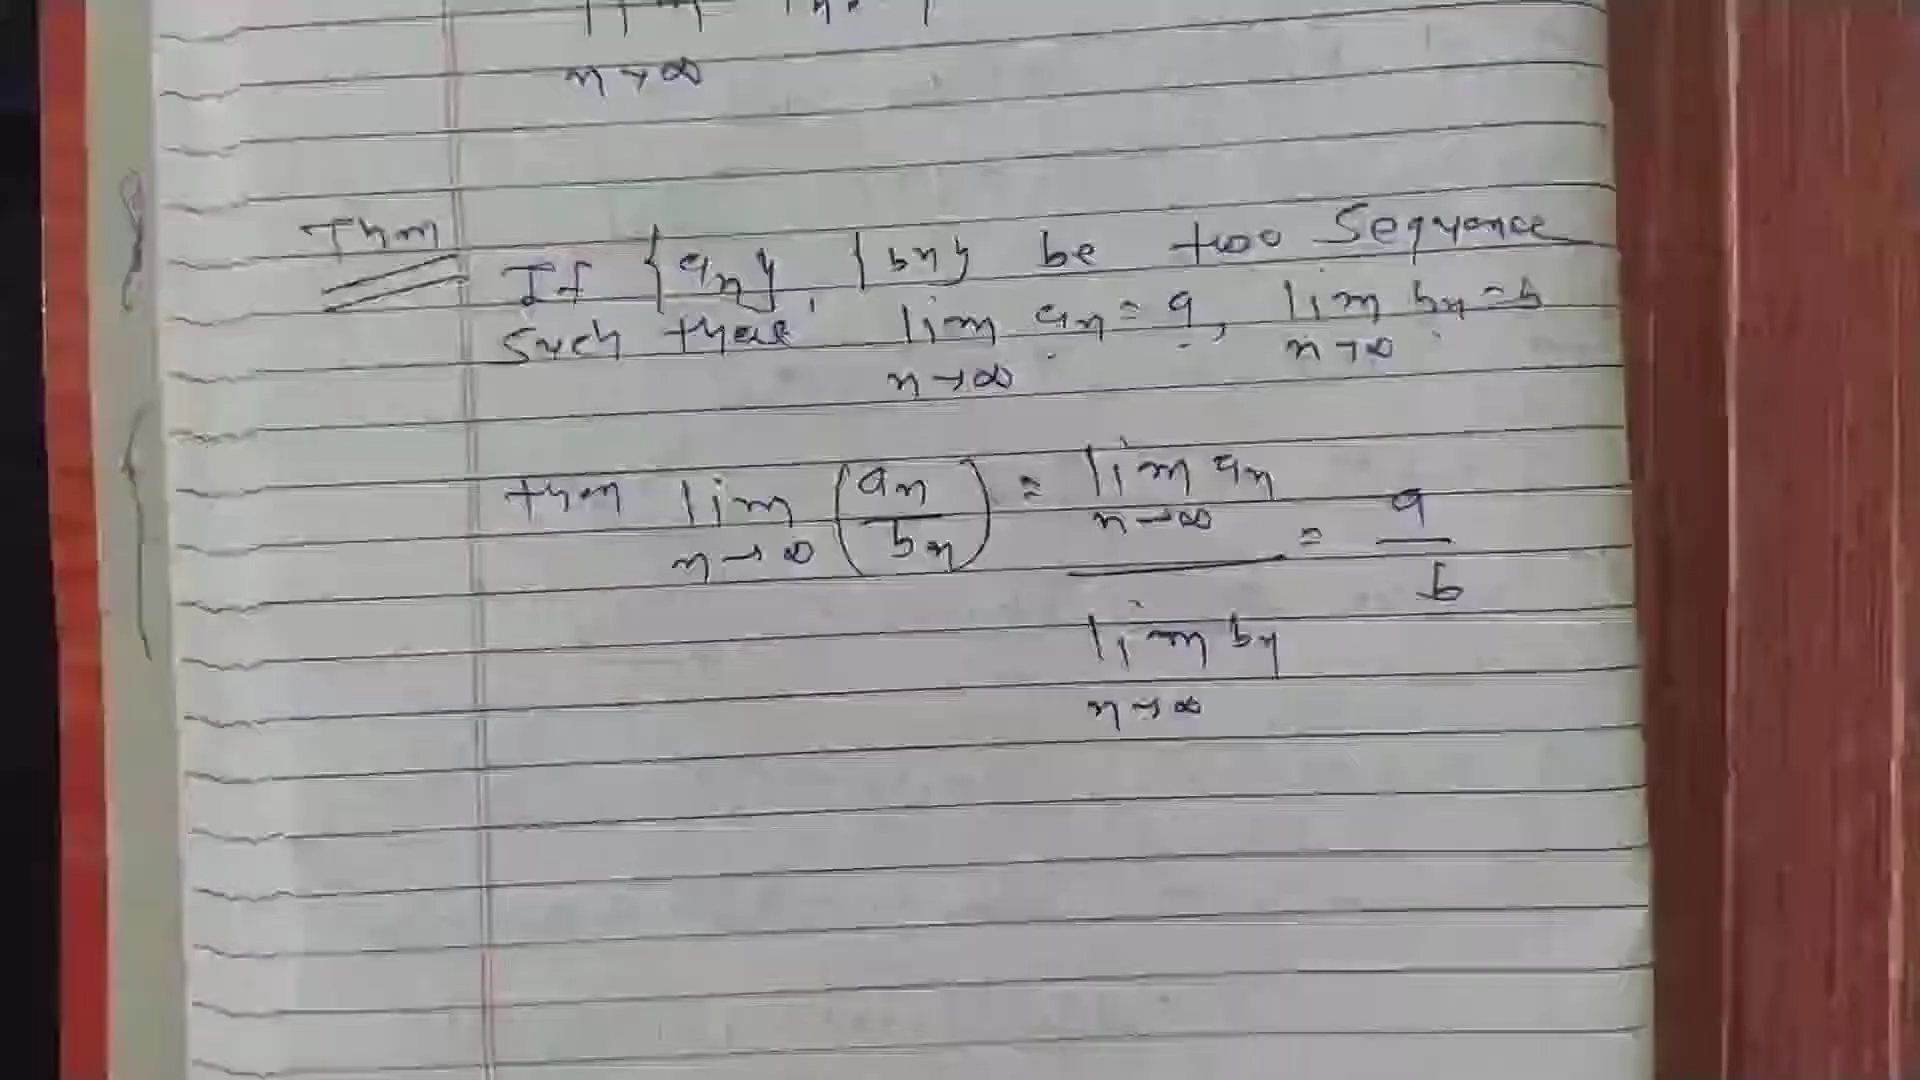 n→∞
Thm
If {an}, {bn} be two Sequance
Such that lim an = a, lim bn = b
n→∞ n→∞
then lim (an/bn) = lim an / lim bn = a/b
n→∞ n→∞ n→∞